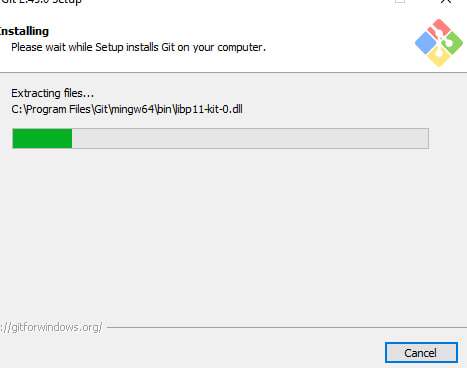 Git 2.45.0 Setup
Installing
Please wait while Setup installs Git on your computer.
Extracting files...
C:\Program Files\Git\mingw64\bin\libp11-kit-0.dll
://gitforwindows.org/
Cancel